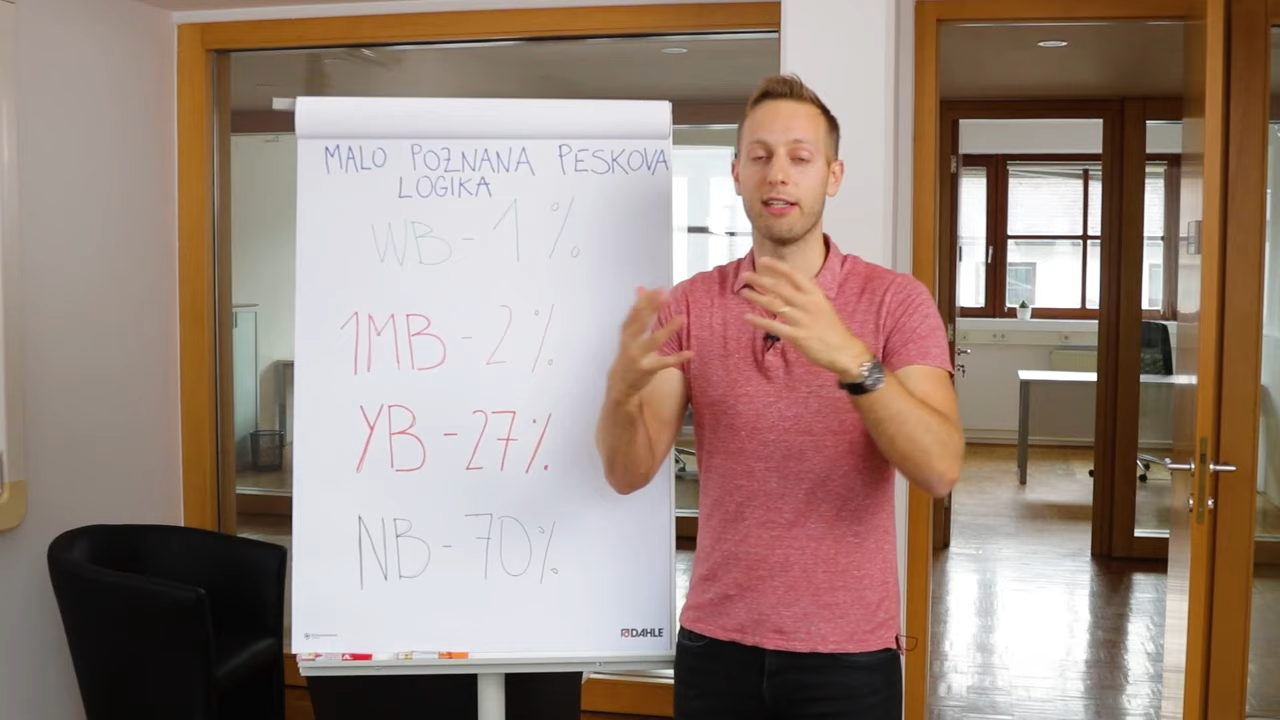 MALO POZNANA PESKOVA
LOGIKA
WB - 1 %
1MB - 2 %
YB - 27 %
NB - 70 %
DAHLE